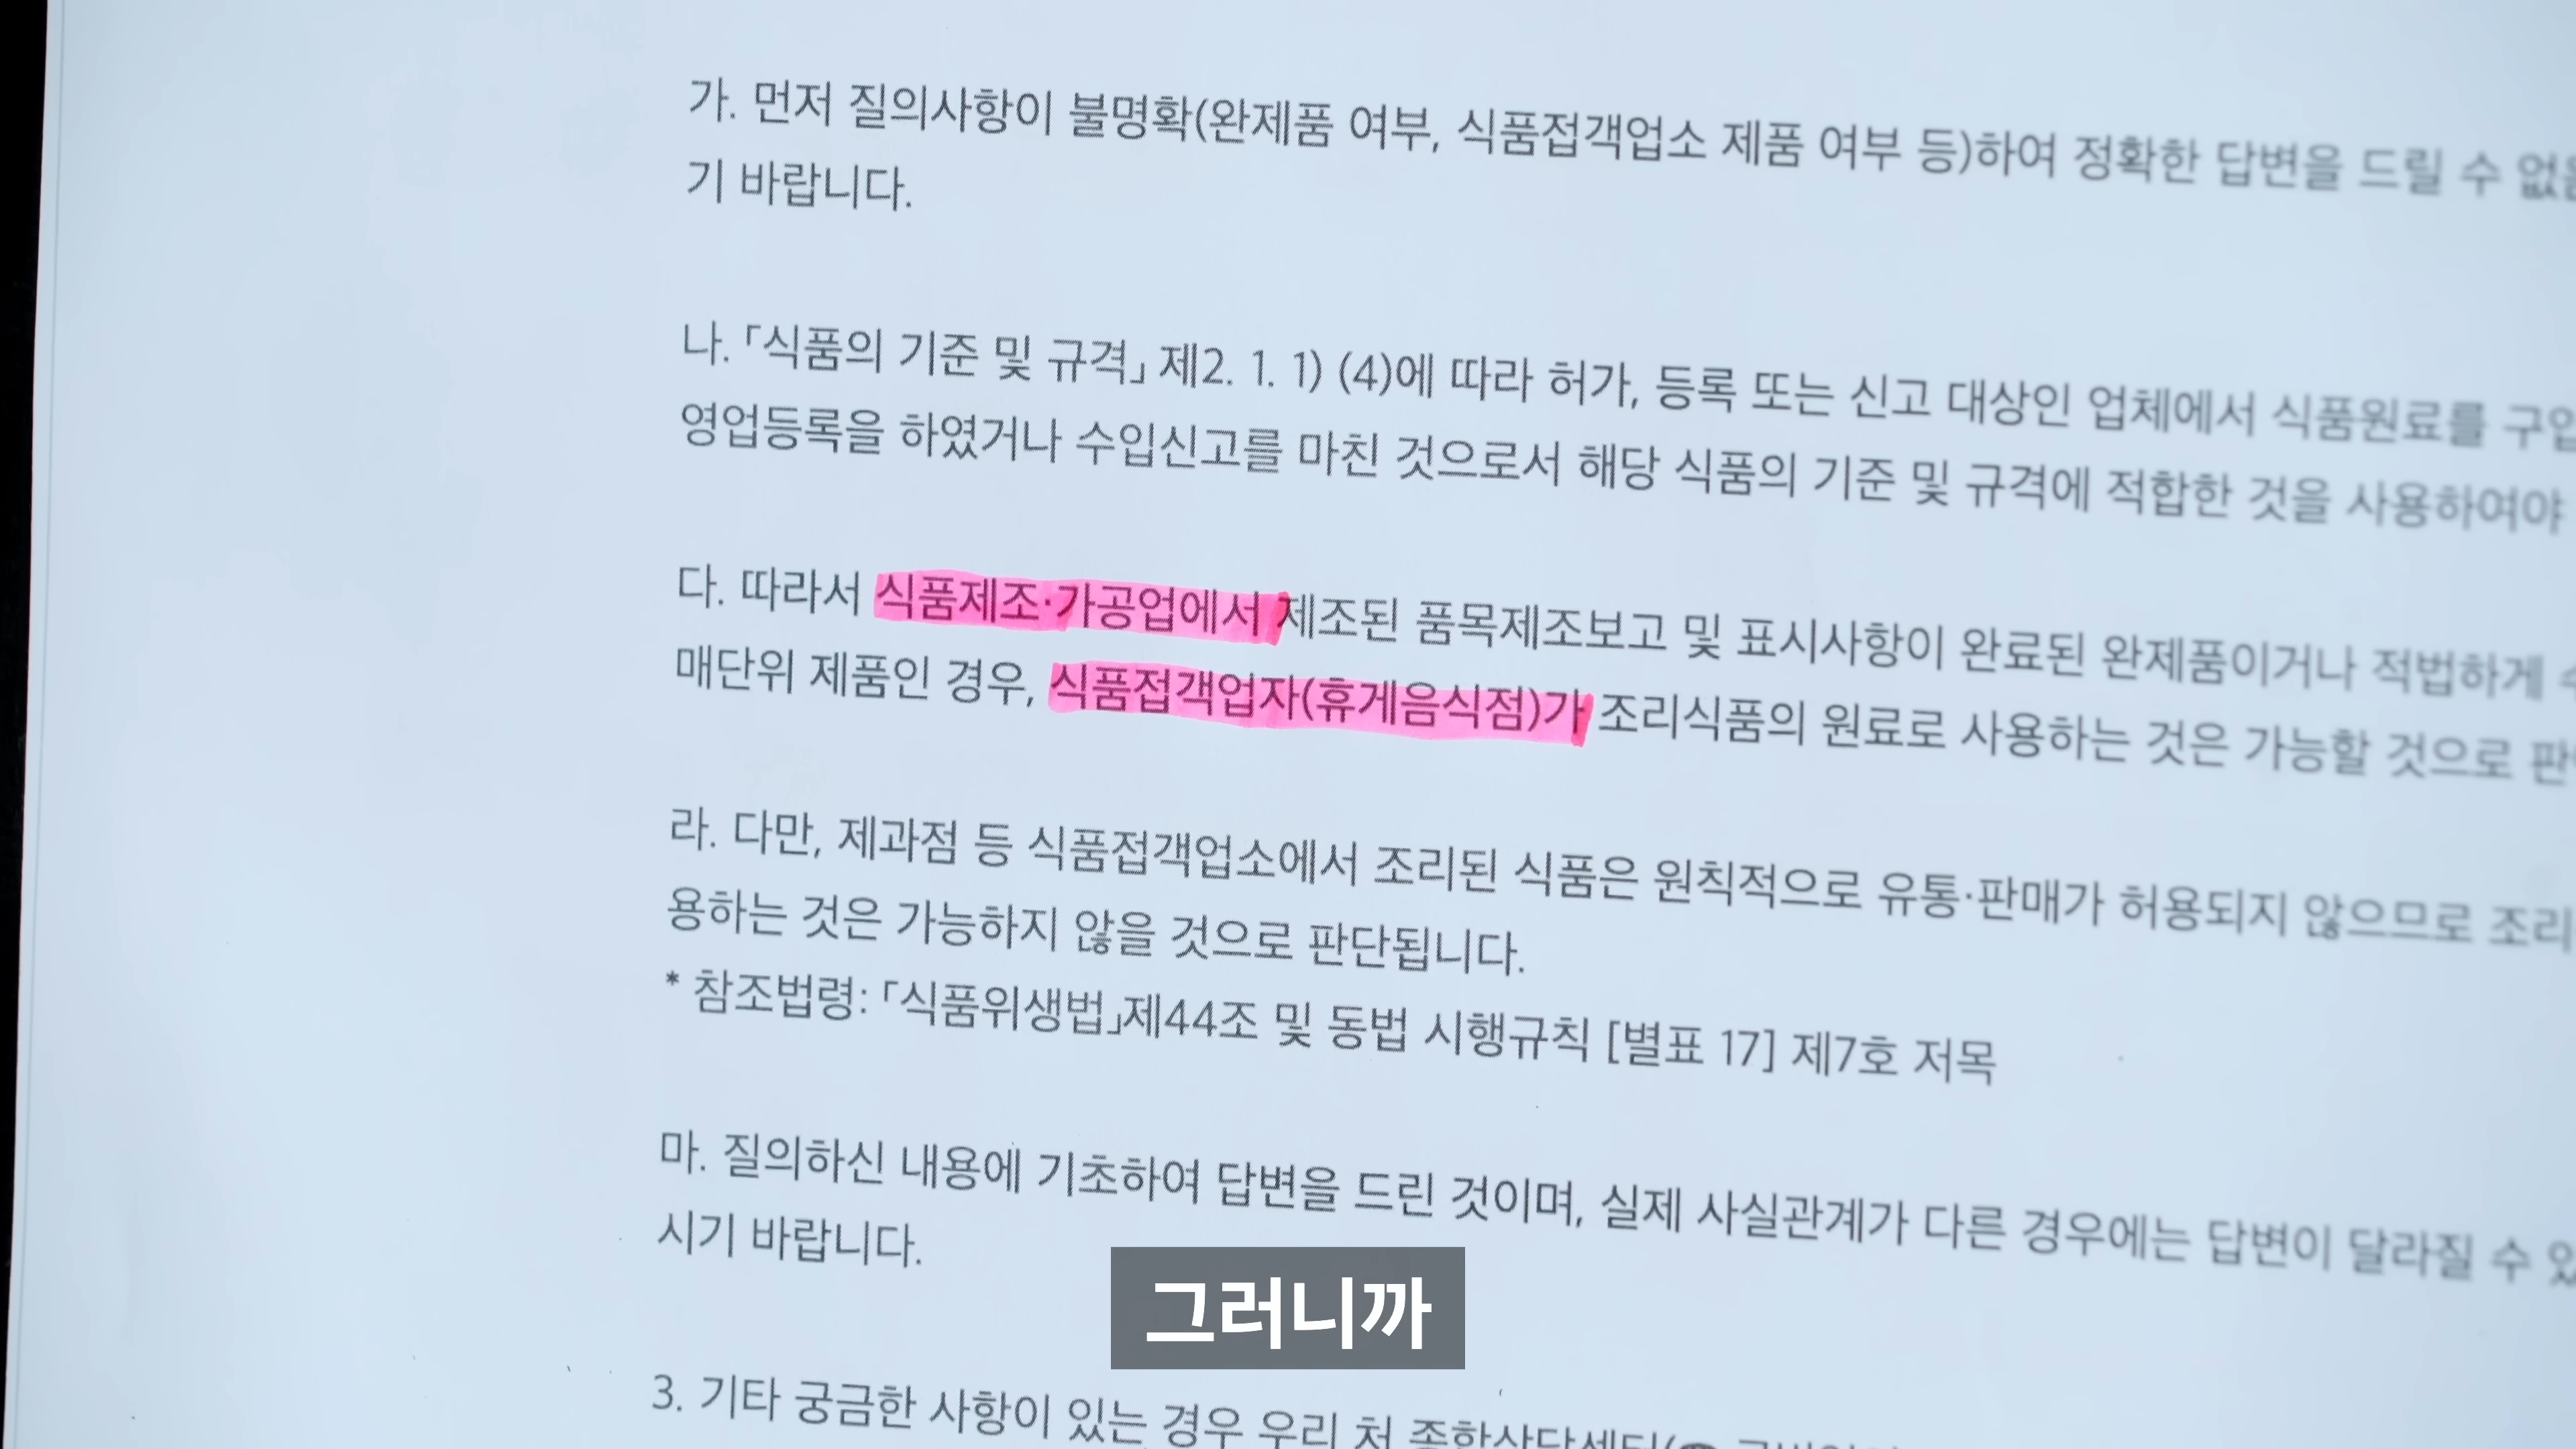 가. 먼저 질의사항이 불명확(완제품 여부, 식품접객업소 제품 여부 등)하여 정확한 답변을 드릴 수
기 바랍니다.
나. 「식품의 기준 및 규격」 제2. 1. 1) (4)에 따라 허가, 등록 또는 신고 대상인 업체에서 식품원료를
영업등록을 하였거나 수입신고를 마친 것으로서 해당 식품의 기준 및 규격에 적합한 것을 사용하여야
다. 따라서 식품제조·가공업에서 제조된 품목제조보고 및 표시사항이 완료된 완제품이거나 적법하게
매단위 제품인 경우, 식품접객업자(휴게음식점)가 조리식품의 원료로 사용하는 것은 가능할 것으로
라. 다만, 제과점 등 식품접객업소에서 조리된 식품은 원칙적으로 유통·판매가 허용되지 않으므로 조리
용하는 것은 가능하지 않을 것으로 판단됩니다.
* 참조법령: 「식품위생법」제44조 및 동법 시행규칙 [별표 17] 제7호 저목
마. 질의하신 내용에 기초하여 답변을 드린 것이며, 실제 사실관계가 다른 경우에는 답변이 달라질 수
시기 바랍니다.
그러니까
3. 기타 궁금한 사항이 있는 경우 우리 처 종합상담센터(